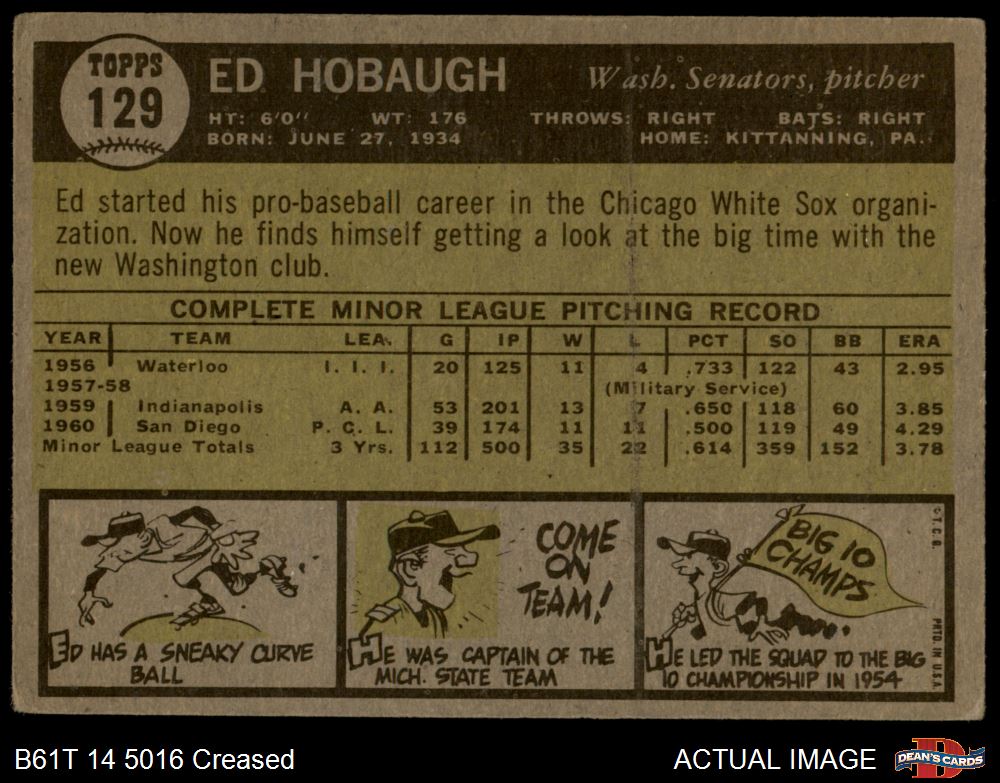 TOPPS
129
ED HOBAUGH
Wash. Senators, pitcher
HT: 6'0" WT: 176 THROWS: RIGHT BATS: RIGHT
BORN: JUNE 27, 1934 HOME: KITTANNING, PA.
Ed started his pro-baseball career in the Chicago White Sox organi-
zation. Now he finds himself getting a look at the big time with the
new Washington club.
COMPLETE MINOR LEAGUE PITCHING RECORD
YEAR TEAM LEA. G IP W L PCT SO BB ERA
1956 Waterloo I. I. I. 20 125 11 4 .733 122 43 2.95
1957-58 (Military Service)
1959 Indianapolis A. A. 53 201 13 7 .650 118 60 3.85
1960 San Diego P. C. L. 39 174 11 11 .500 119 49 4.29
Minor League Totals 3 Yrs. 112 500 35 22 .614 359 152 3.78
ED HAS A SNEAKY CURVE
BALL
COME
ON
TEAM!
HE WAS CAPTAIN OF THE
MICH. STATE TEAM
BIG 10
CHAMPS
HE LED THE SQUAD TO THE BIG
10 CHAMPIONSHIP IN 1954
© T.C.G.
PRTD. IN U.S.A.
B61T 14 5016 Creased
ACTUAL IMAGE
D
DEAN'S CARDS